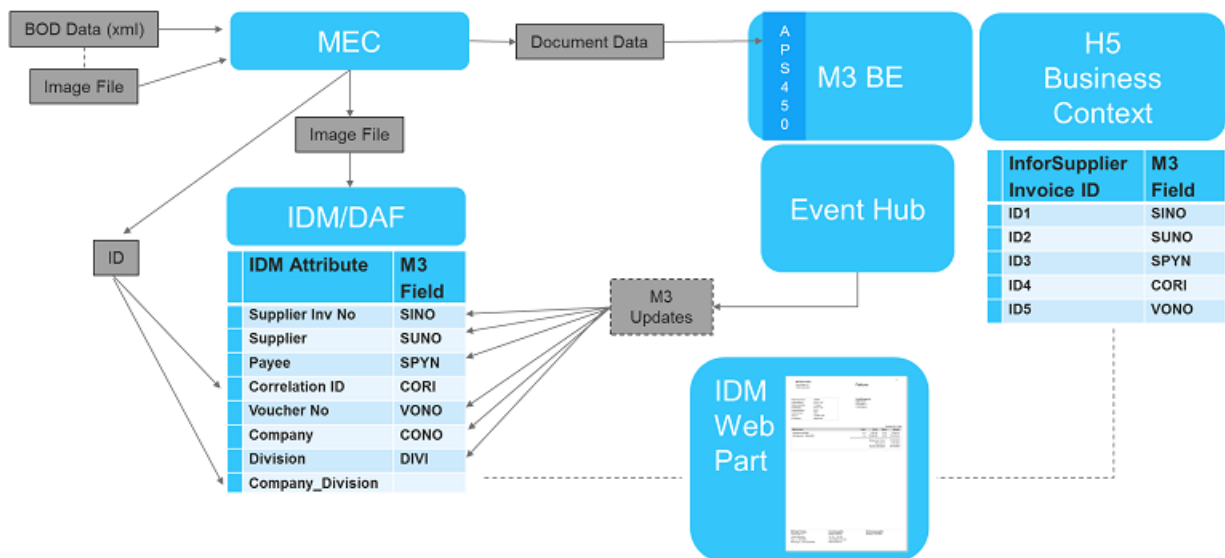 BOD Data (xml)
Image File
MEC
Document Data
APS450
M3 BE
H5
Business
Context
Image File
IDM/DAF
ID
IDM Attribute M3 Field
Supplier Inv No SINO
Supplier SUNO
Payee SPYN
Correlation ID CORI
Voucher No VONO
Company CONO
Division DIVI
Company_Division
Event Hub
M3
Updates
InforSupplier Invoice ID M3 Field
ID1 SINO
ID2 SUNO
ID3 SPYN
ID4 CORI
ID5 VONO
IDM
Web
Part